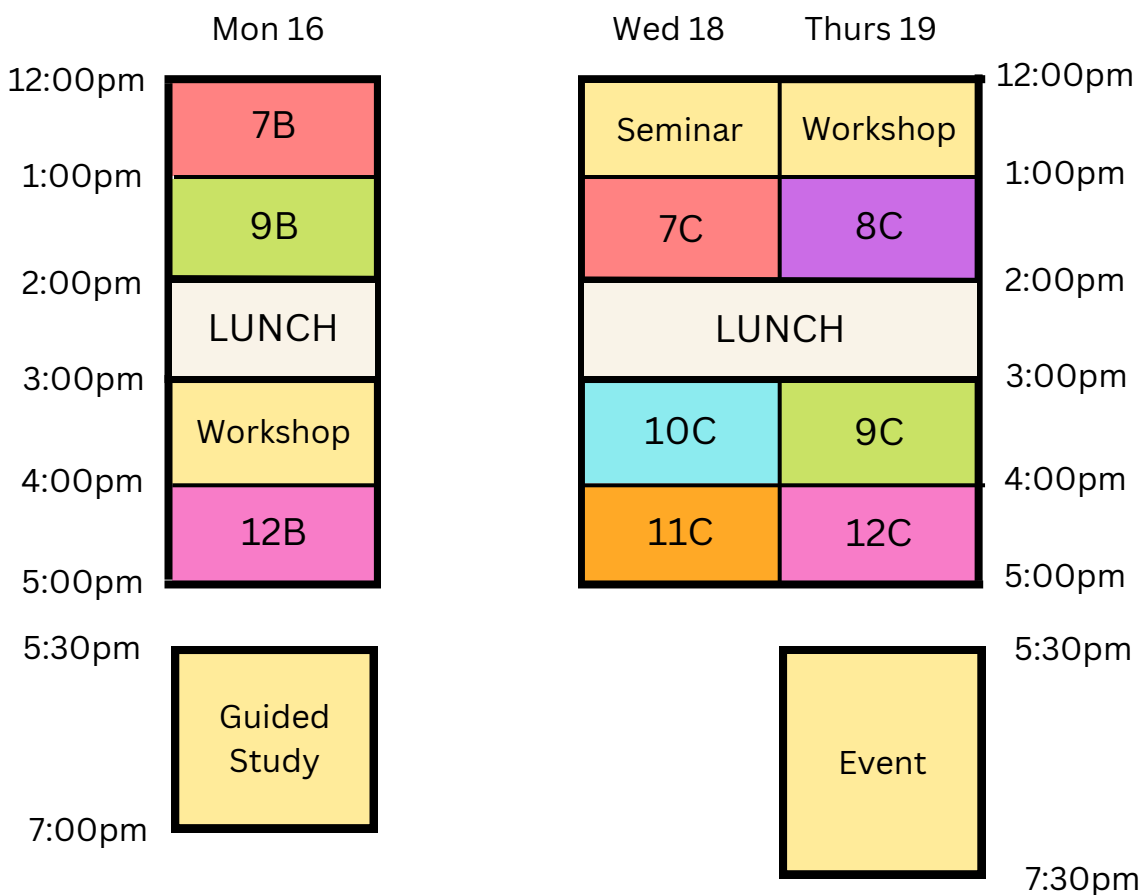 Mon 16
Wed 18
Thurs 19
12:00pm
12:00pm
7B
Seminar
Workshop
1:00pm
1:00pm
9B
7C
8C
2:00pm
2:00pm
LUNCH
LUNCH
3:00pm
3:00pm
Workshop
10C
9C
4:00pm
4:00pm
12B
11C
12C
5:00pm
5:00pm
5:30pm
5:30pm
Guided
Study
Event
7:00pm
7:30pm